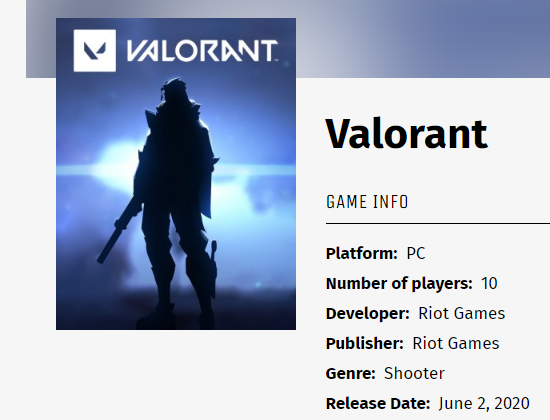 VALORANT
Valorant
GAME INFO
Platform: PC
Number of players: 10
Developer: Riot Games
Publisher: Riot Games
Genre: Shooter
Release Date: June 2, 2020